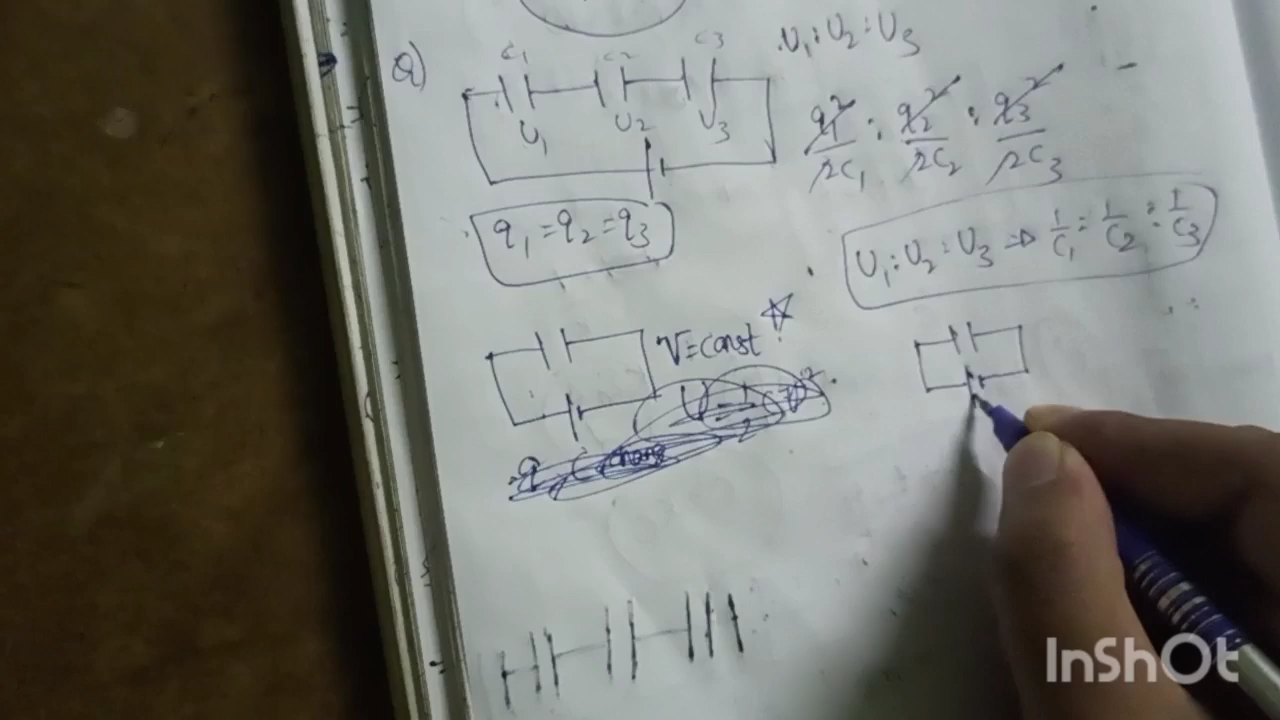 Q)
C1 C2 C3
U1 U2 U3
U1 : U2 : U3
q1²/2C1 : q2²/2C2 : q3²/2C3
q1 = q2 = q3
U1 : U2 : U3 ⇒ 1/C1 : 1/C2 : 1/C3
V = const
InShOt